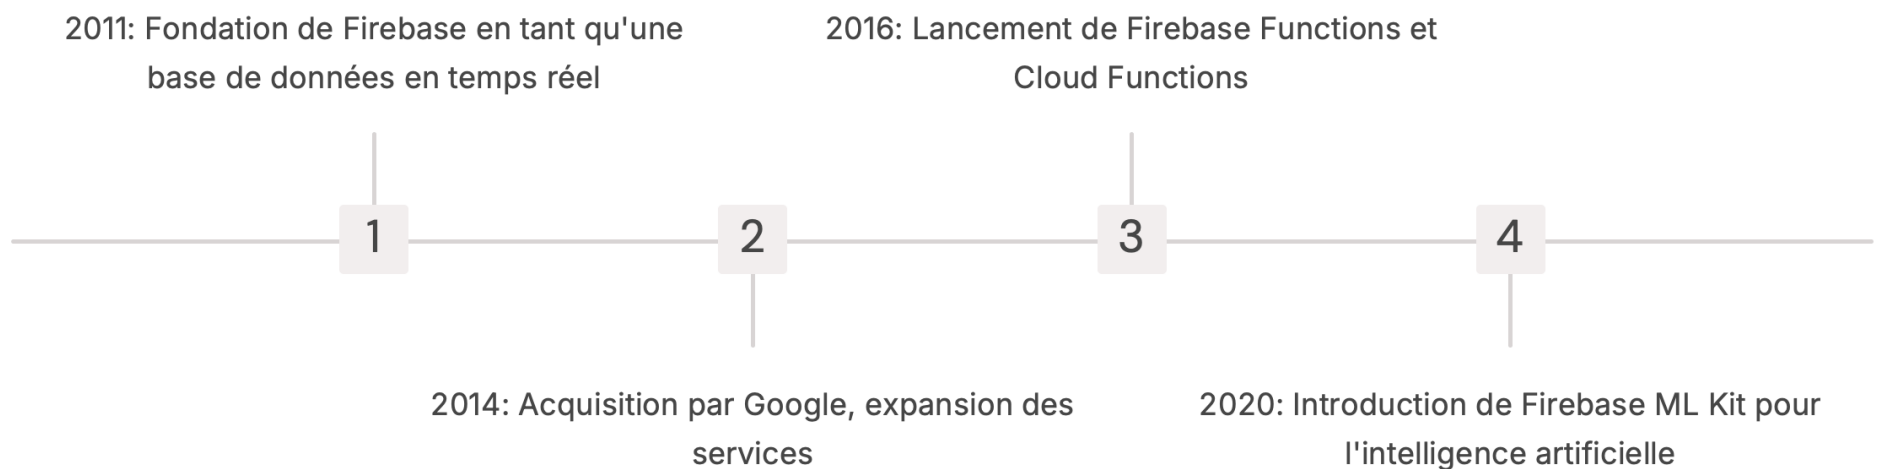 2011: Fondation de Firebase en tant qu'une
base de données en temps réel
2016: Lancement de Firebase Functions et
Cloud Functions
1
2
3
4
2014: Acquisition par Google, expansion des
services
2020: Introduction de Firebase ML Kit pour
l'intelligence artificielle